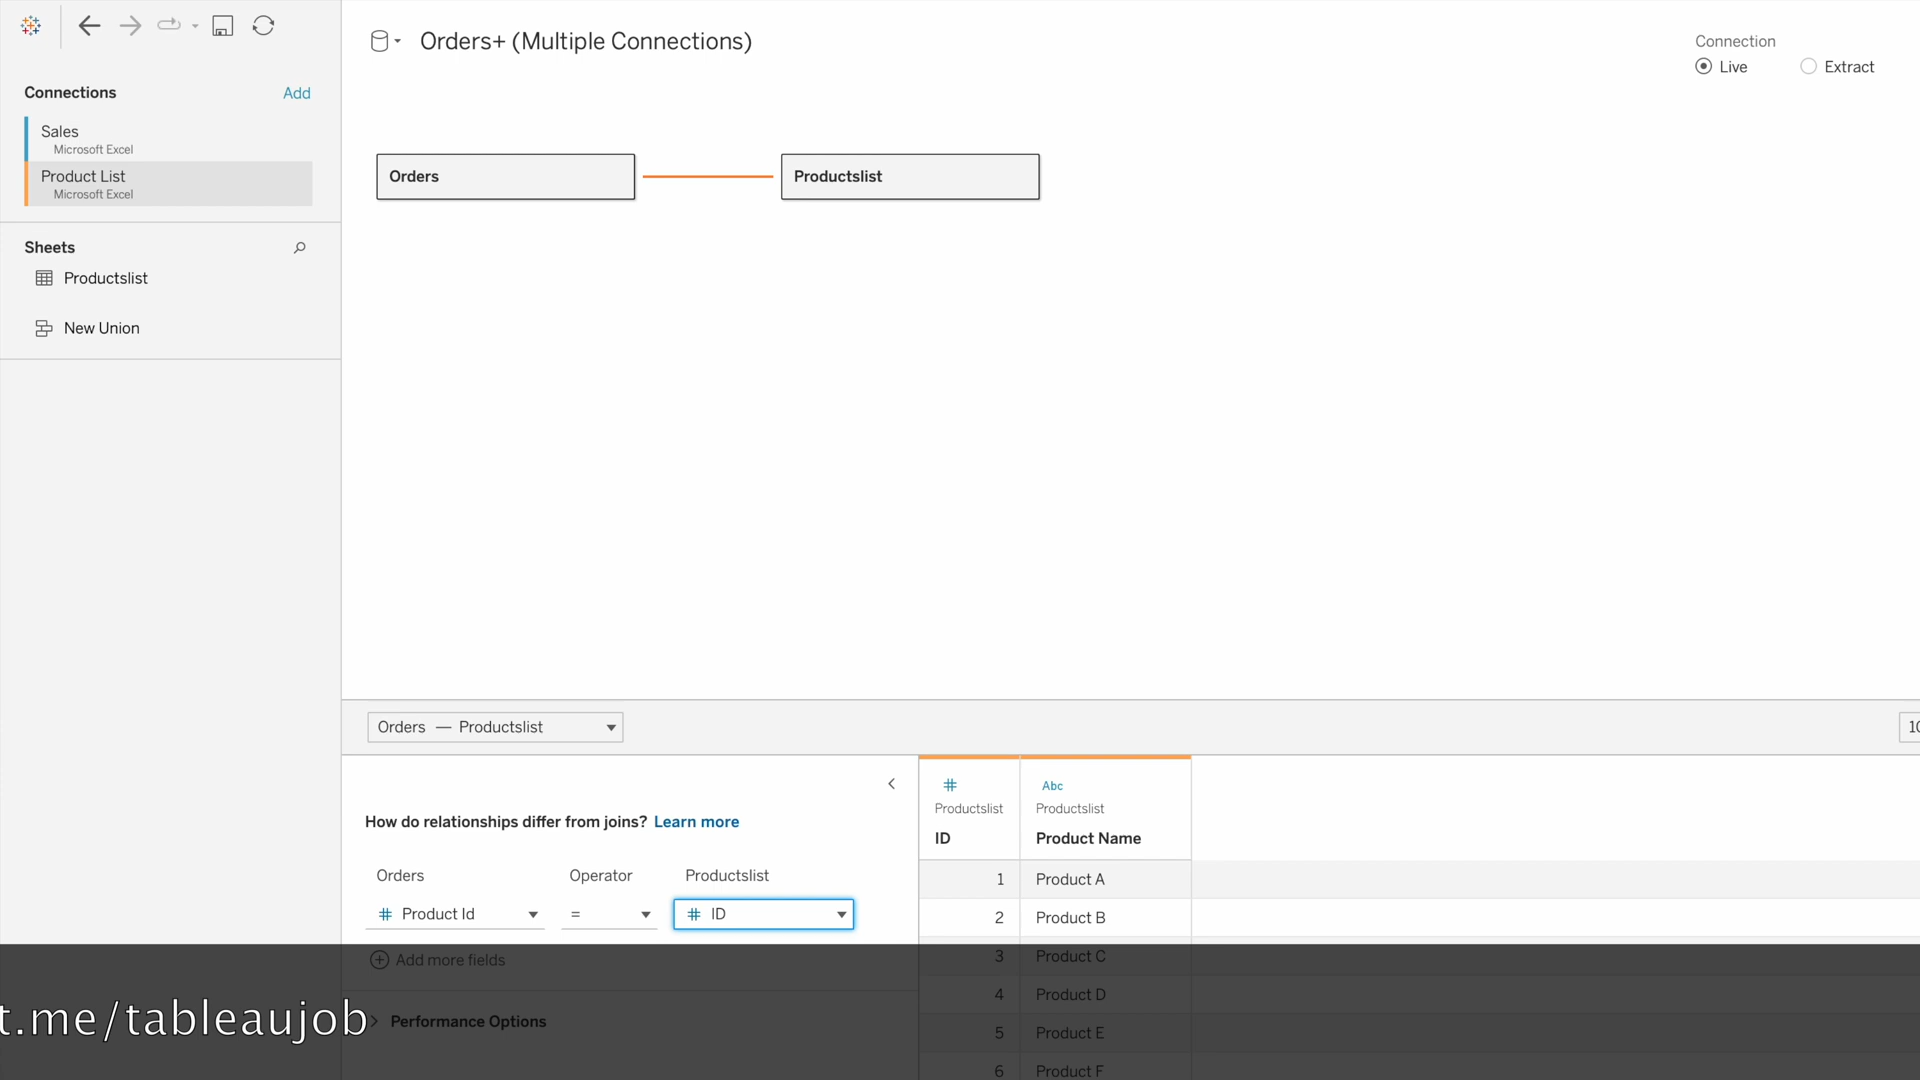 Orders+ (Multiple Connections)
Connection
Live
Extract
Connections
Add
Sales
Microsoft Excel
Product List
Microsoft Excel
Sheets
Productslist
New Union
Orders
Productslist
Orders — Productslist
10
How do relationships differ from joins? Learn more
Orders
Operator
Productslist
# Product Id
=
# ID
Add more fields
Performance Options
#
Abc
Productslist
Productslist
ID
Product Name
1 Product A
2 Product B
3 Product C
4 Product D
5 Product E
6 Product F
t.me/tableaujob